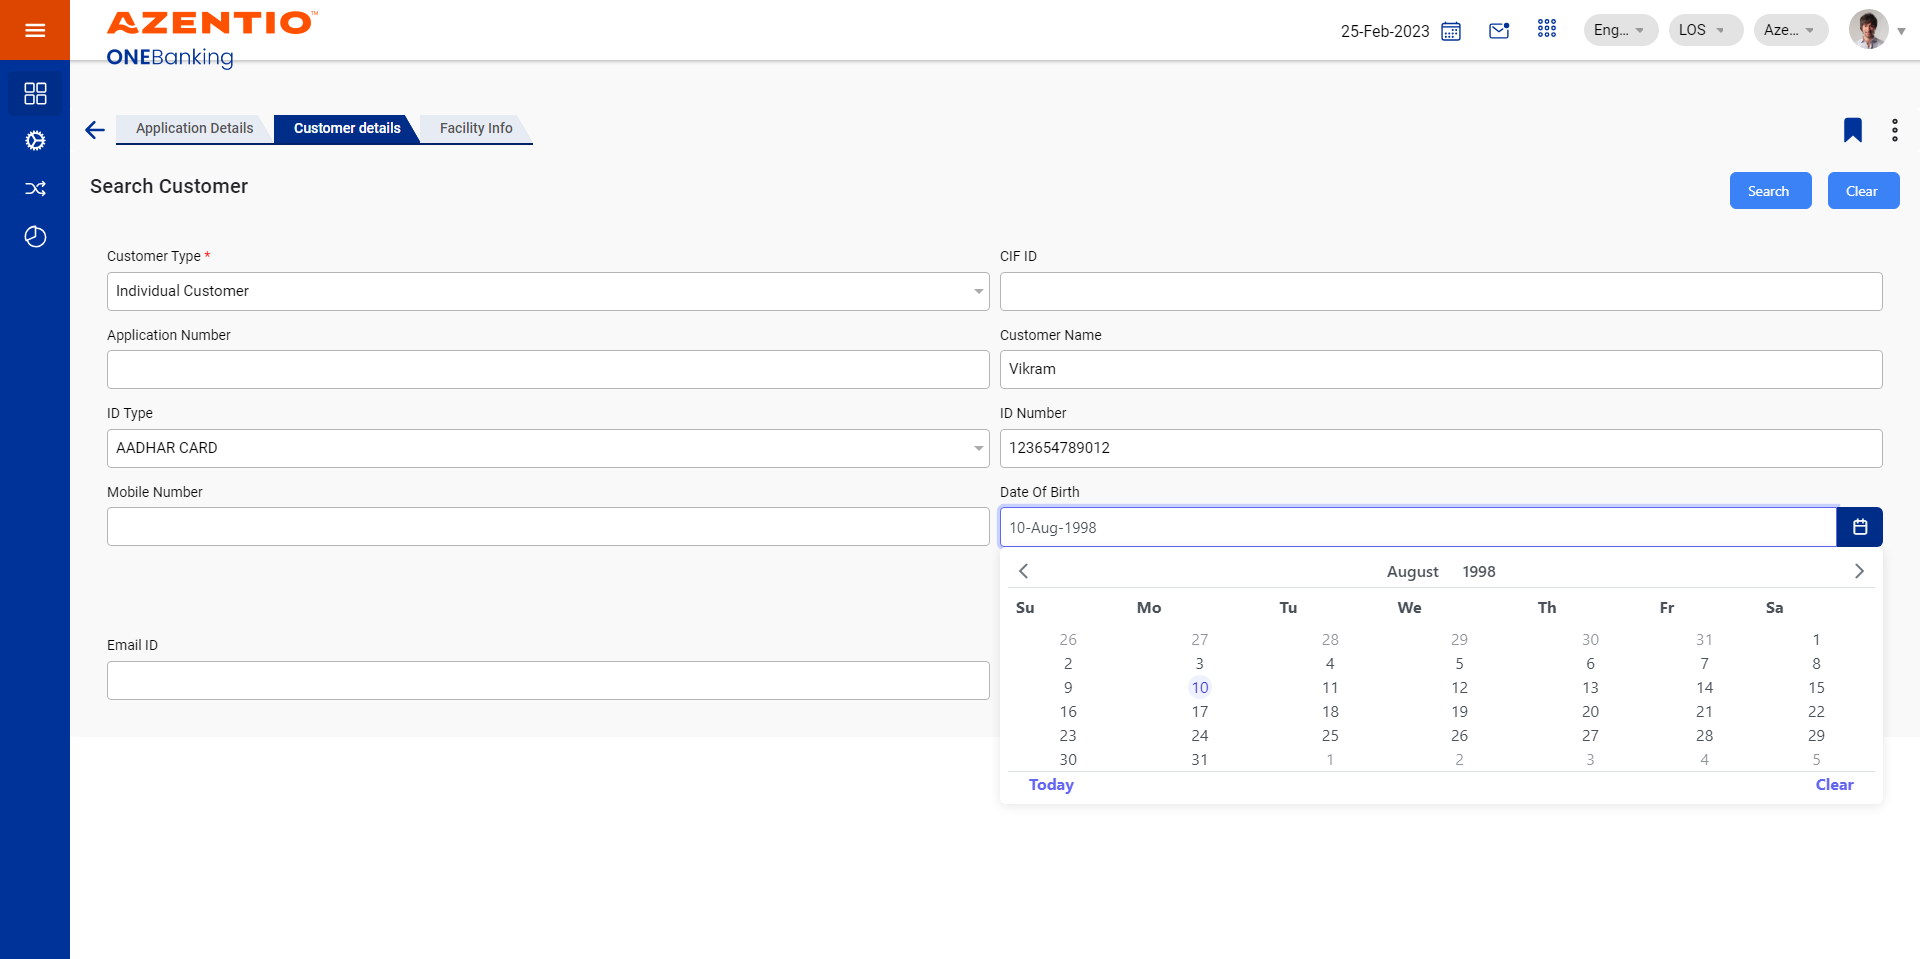 AZENTIO™
ONEBanking
25-Feb-2023
Eng...
LOS
Aze...
Application Details
Customer details
Facility Info
Search Customer
Search
Clear
Customer Type *
CIF ID
Individual Customer
Application Number
Customer Name
Vikram
ID Type
ID Number
AADHAR CARD
123654789012
Mobile Number
Date Of Birth
10-Aug-1998
August 1998
Su Mo Tu We Th Fr Sa
26 27 28 29 30 31 1
2 3 4 5 6 7 8
9 10 11 12 13 14 15
16 17 18 19 20 21 22
23 24 25 26 27 28 29
30 31 1 2 3 4 5
Today
Clear
Email ID